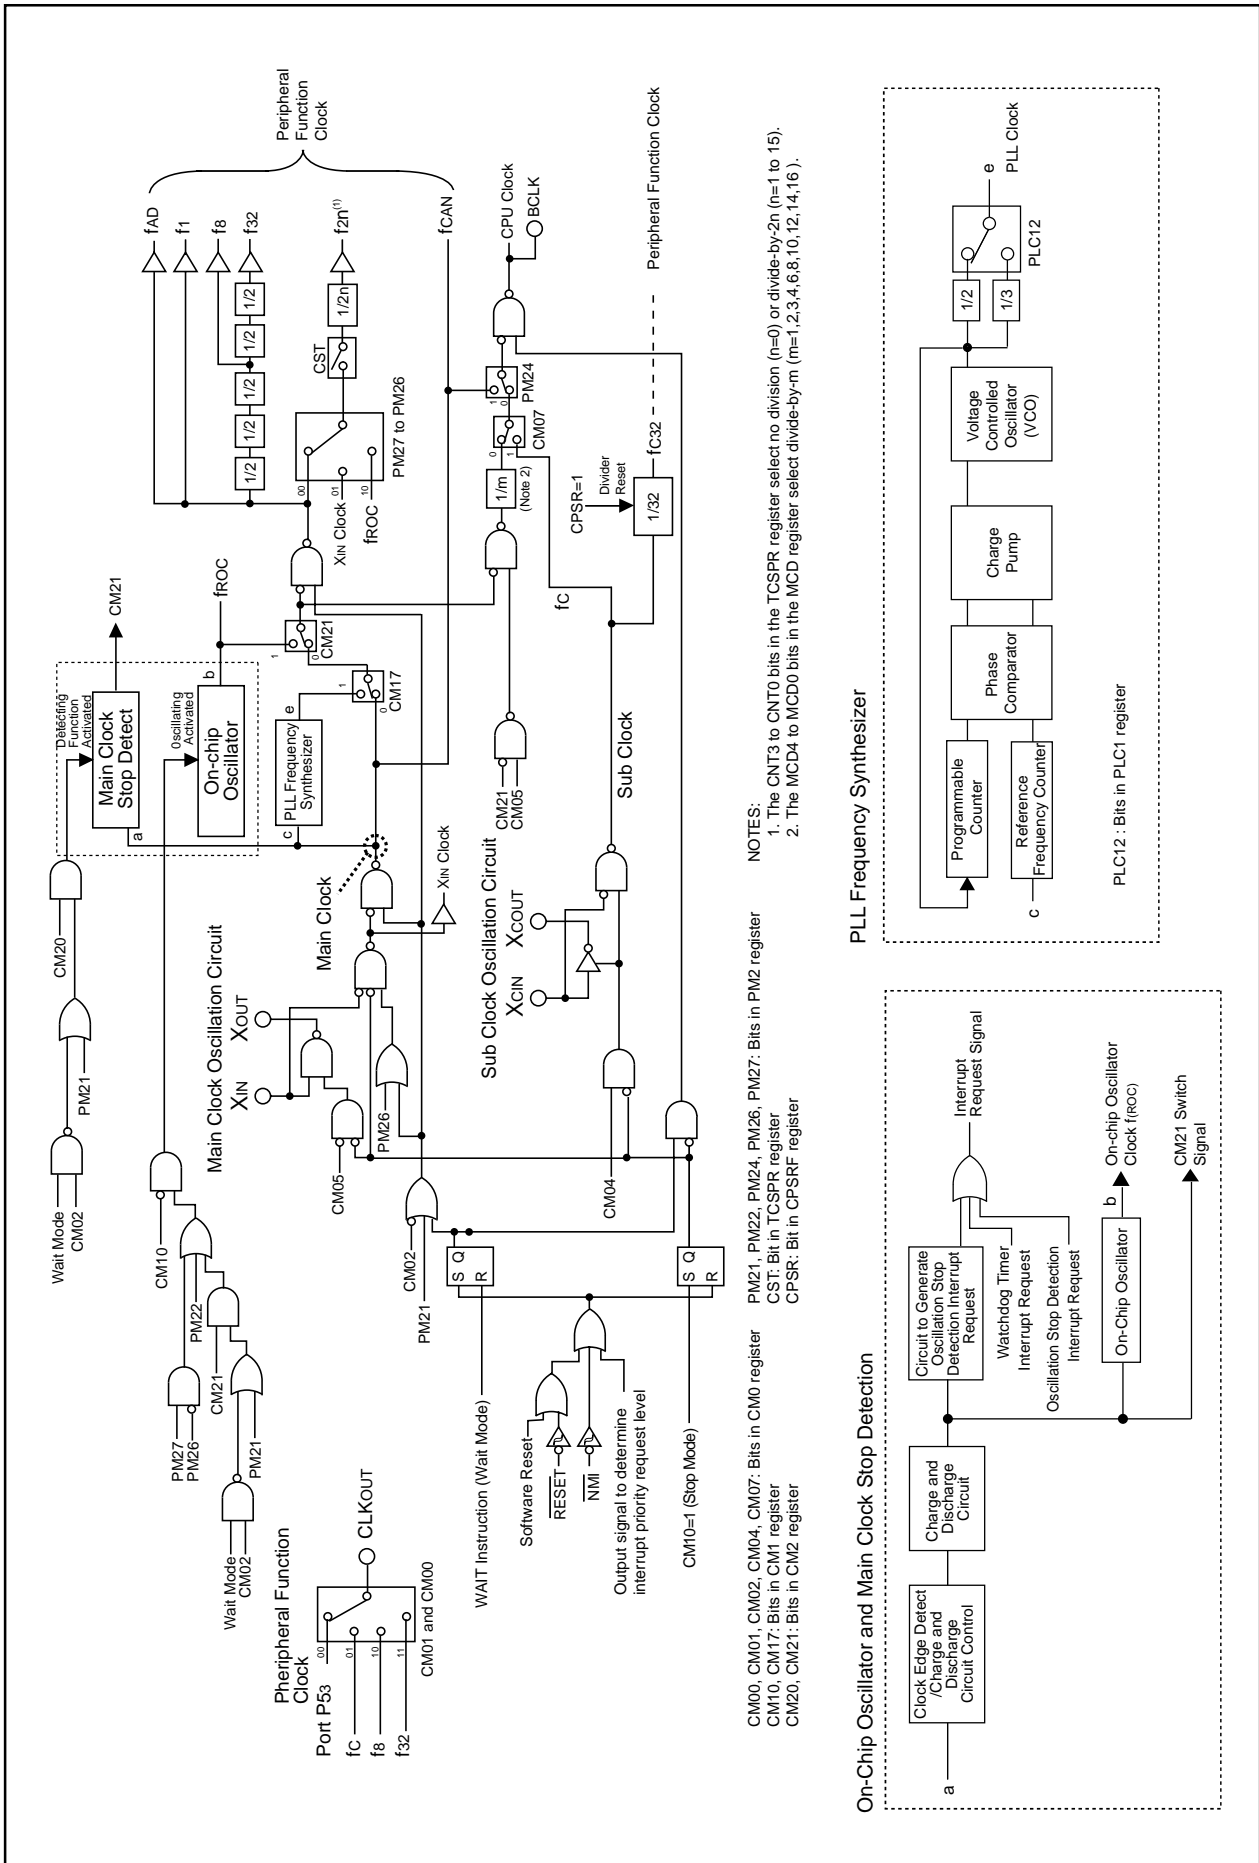 Peripheral
Function
Clock
fAD
f1
f8
f32
f2n(1)
fCAN
1/2
1/2
1/2
1/2
1/2
1/2n
CST
PM27 to PM26
00
01
10
XIN Clock
fROC
CM21
fROC
Detecting
Function
Activated
Main Clock
Stop Detect
a
b
Oscillating
Activated
On-chip
Oscillator
CM21
1
0
PLL Frequency
Synthesizer
c
e
CM17
1
0
CM20
PM21
Wait Mode
CM02
CM10
PM22
CM21
PM27
PM26
PM21
Wait Mode
CM02
Main Clock Oscillation Circuit
XIN
XOUT
Main Clock
XIN Clock
CM05
PM26
CM02
PM21
CPU Clock
BCLK
PM24
1
0
CM07
0
1
1/m
(Note 2)
CM21
CM05
fC
CPSR=1
Divider
Reset
1/32
fC32
Peripheral Function Clock
Sub Clock
Sub Clock Oscillation Circuit
XCIN
XCOUT
CM04
S Q
R
S Q
R
WAIT Instruction (Wait Mode)
Software Reset
RESET
NMI
Output signal to determine
interrupt priority request level
CM10=1 (Stop Mode)
Pheripheral Function
Clock
Port P53
fC
f8
f32
00
01
10
11
CLKOUT
CM01 and CM00
CM00, CM01, CM02, CM04, CM07: Bits in CM0 register
CM10, CM17: Bits in CM1 register
CM20, CM21: Bits in CM2 register
PM21, PM22, PM24, PM26, PM27: Bits in PM2 register
CST: Bit in TCSPR register
CPSR: Bit in CPSRF register
NOTES:
1. The CNT3 to CNT0 bits in the TCSPR register select no division (n=0) or divide-by-2n (n=1 to 15).
2. The MCD4 to MCD0 bits in the MCD register select divide-by-m (m=1,2,3,4,6,8,10,12,14,16 ).
On-Chip Oscillator and Main Clock Stop Detection
a
Clock Edge Detect
/Charge and
Discharge
Circuit Control
Charge and
Discharge
Circuit
Circuit to Generate
Oscillation Stop
Detection Interrupt
Request
Watchdog Timer
Interrupt Request
Oscillation Stop Detection
Interrupt Request
Interrupt
Request Signal
On-Chip Oscillator
b
On-chip Oscillator
Clock f(ROC)
CM21 Switch
Signal
PLL Frequency Synthesizer
c
Programmable
Counter
Reference
Frequency Counter
Phase
Comparator
Charge
Pump
Voltage
Controlled
Oscillator
(VCO)
1/2
1/3
PLC12
e
PLL Clock
PLC12 : Bits in PLC1 register